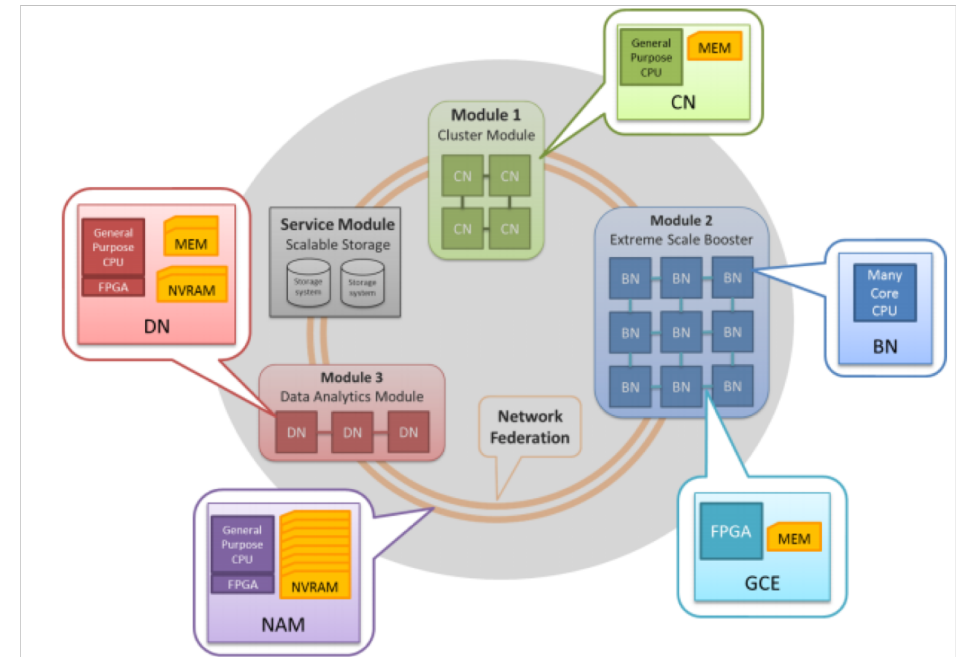 General
Purpose
CPU
MEM
CN
Module 1
Cluster Module
CN CN
CN CN
Service Module
Scalable Storage
Storage
system
Storage
system
General
Purpose
CPU
FPGA
MEM
NVRAM
DN
Module 2
Extreme Scale Booster
BN BN BN
BN BN BN
BN BN BN
Many
Core
CPU
BN
Module 3
Data Analytics Module
DN DN DN
Network
Federation
General
Purpose
CPU
FPGA
NVRAM
NAM
FPGA
MEM
GCE